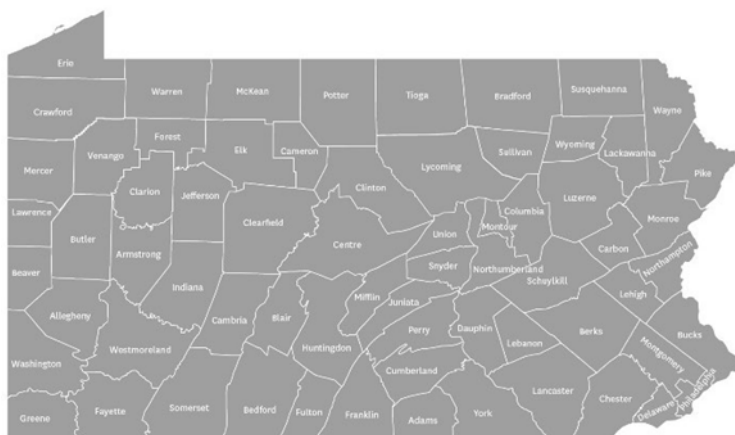 Erie
Crawford
Warren
McKean
Potter
Tioga
Bradford
Susquehanna
Wayne
Mercer
Venango
Forest
Elk
Cameron
Lycoming
Sullivan
Wyoming
Lackawanna
Pike
Clarion
Jefferson
Clinton
Columbia
Luzerne
Lawrence
Butler
Armstrong
Clearfield
Centre
Union
Montour
Monroe
Carbon
Northampton
Beaver
Indiana
Snyder
Northumberland
Schuylkill
Lehigh
Allegheny
Cambria
Blair
Mifflin
Juniata
Perry
Dauphin
Lebanon
Berks
Bucks
Washington
Westmoreland
Huntingdon
Cumberland
Montgomery
Philadelphia
Greene
Fayette
Somerset
Bedford
Fulton
Franklin
Adams
York
Lancaster
Chester
Delaware